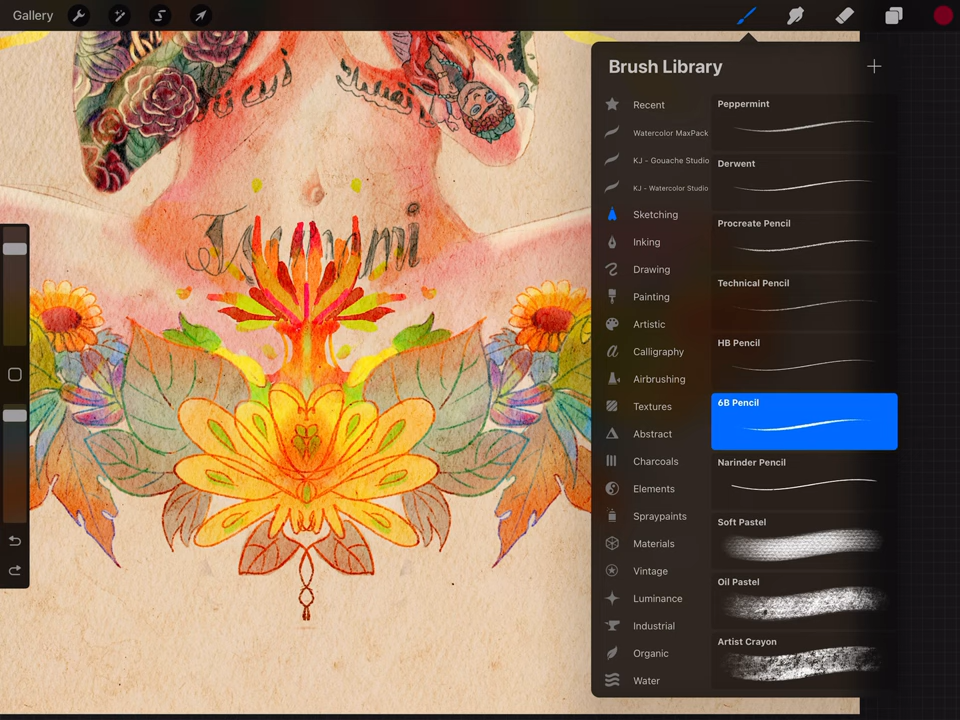 Gallery
Brush Library
Recent
Watercolor MaxPack
KJ - Gouache Studio
KJ - Watercolor Studio
Sketching
Inking
Drawing
Painting
Artistic
Calligraphy
Airbrushing
Textures
Abstract
Charcoals
Elements
Spraypaints
Materials
Vintage
Luminance
Industrial
Organic
Water
Peppermint
Derwent
Procreate Pencil
Technical Pencil
HB Pencil
6B Pencil
Narinder Pencil
Soft Pastel
Oil Pastel
Artist Crayon